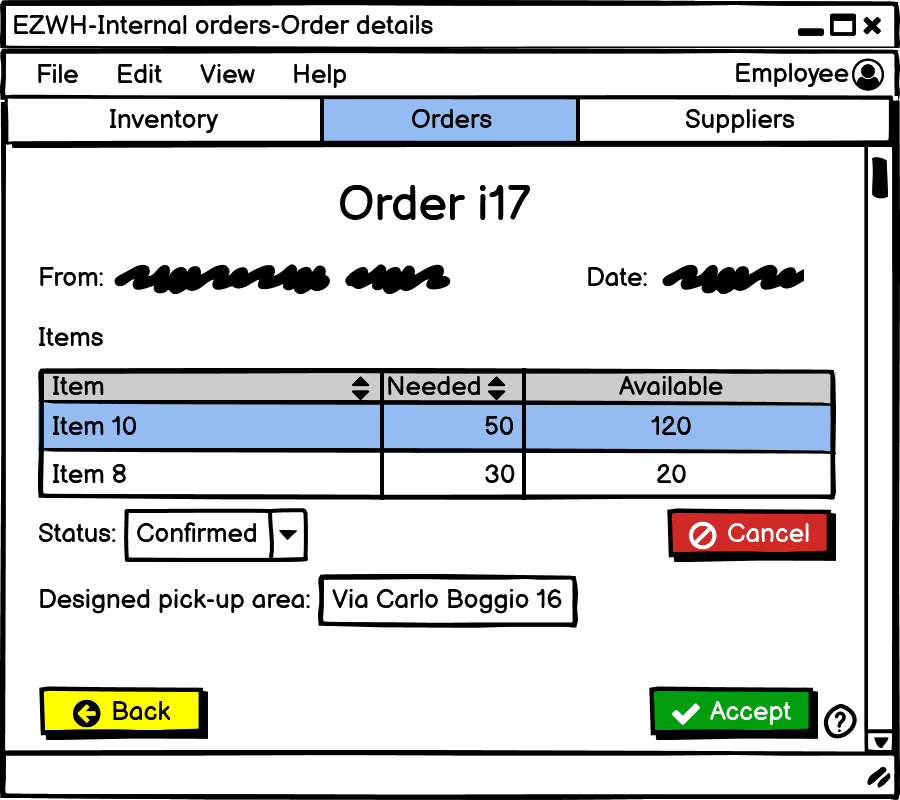 EZWH-Internal orders-Order details
File Edit View Help Employee
Inventory Orders Suppliers
Order i17
From: Date:
Items
Item Needed Available
Item 10 50 120
Item 8 30 20
Status: Confirmed Cancel
Designed pick-up area: Via Carlo Boggio 16
Back Accept ?